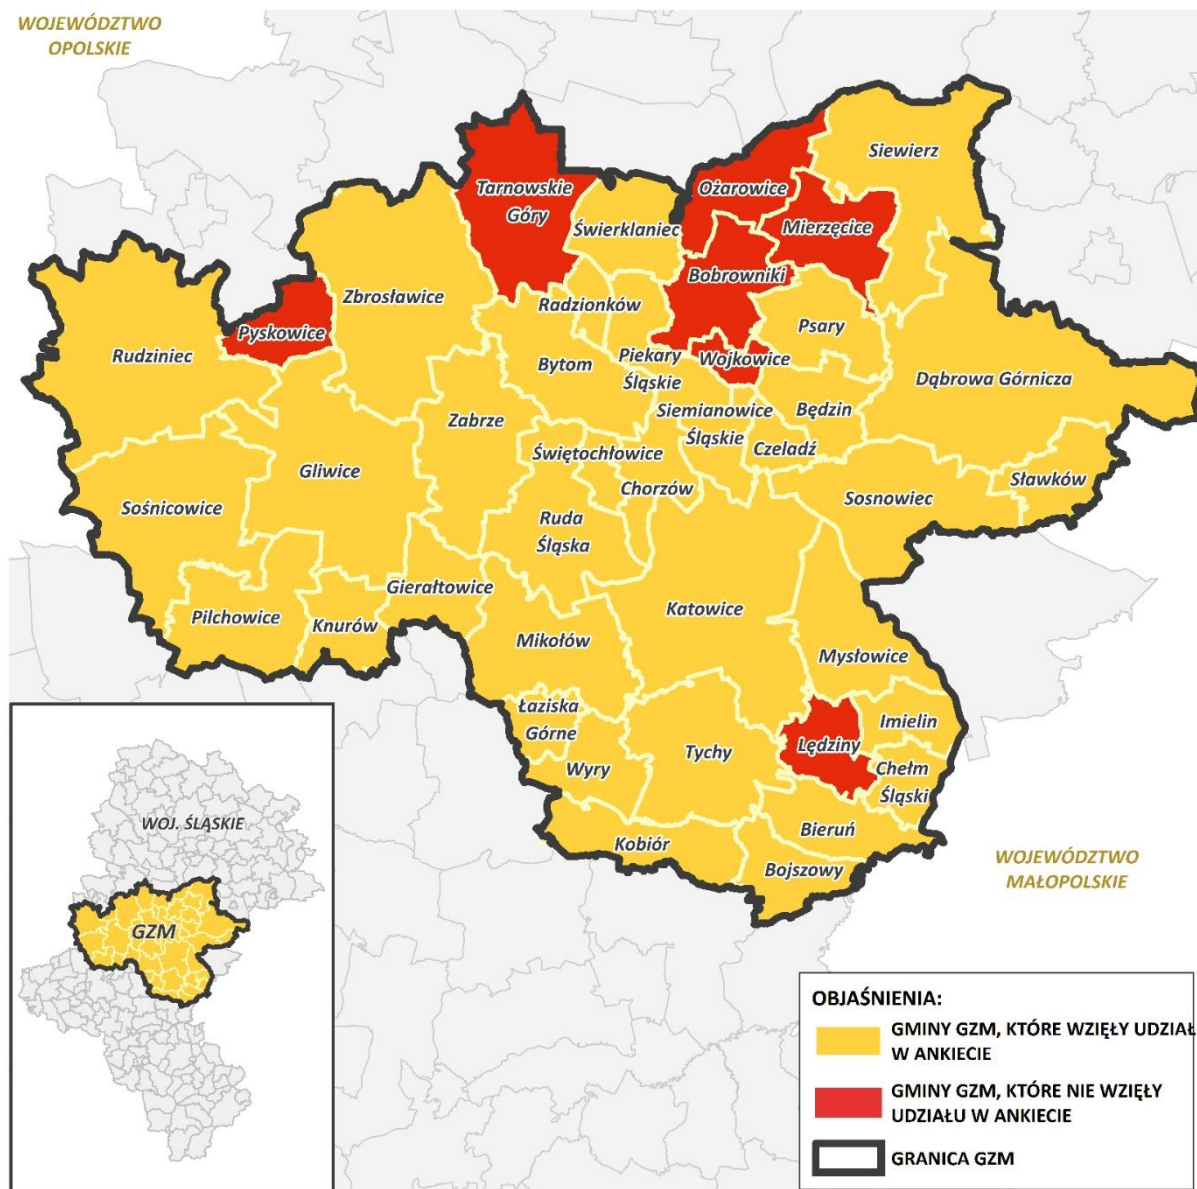 WOJEWÓDZTWO
OPOLSKIE
Siewierz
Tarnowskie
Góry
Ożarowice
Świerklaniec
Mierzęcice
Bobrowniki
Zbrosławice
Radzionków
Psary
Pyskowice
Rudziniec
Bytom
Piekary
Śląskie
Wojkowice
Dąbrowa Górnicza
Zabrze
Siemianowice
Śląskie
Będzin
Czeladź
Świętochłowice
Gliwice
Chorzów
Sławków
Sosnowiec
Sośnicowice
Ruda
Śląska
Gierałtowice
Katowice
Pilchowice
Knurów
Mikołów
Mysłowice
Łaziska
Górne
Imielin
Lędziny
Tychy
Wyry
Chełm
Śląski
Bieruń
Kobiór
Bojszowy
WOJEWÓDZTWO
MAŁOPOLSKIE
WOJ. ŚLĄSKIE
GZM
OBJAŚNIENIA:
GMINY GZM, KTÓRE WZIĘŁY UDZIAŁ
W ANKIECIE
GMINY GZM, KTÓRE NIE WZIĘŁY
UDZIAŁU W ANKIECIE
GRANICA GZM